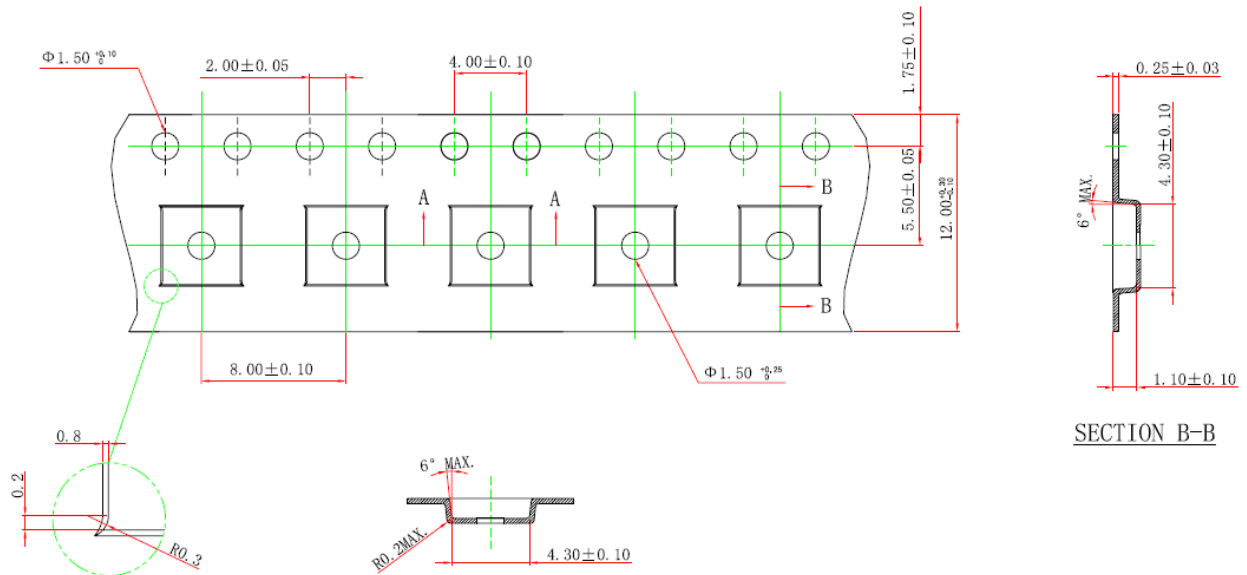 Φ1.50 +0.10 0
2.00±0.05
4.00±0.10
1.75±0.10
0.25±0.03
B
A
A
5.50±0.05
12.00 +0.30 -0.10
6° MAX.
4.30±0.10
B
8.00±0.10
Φ1.50 +0.25 0
1.10±0.10
SECTION B-B
0.8
0.2
R0.3
6° MAX.
R0.2MAX.
4.30±0.10